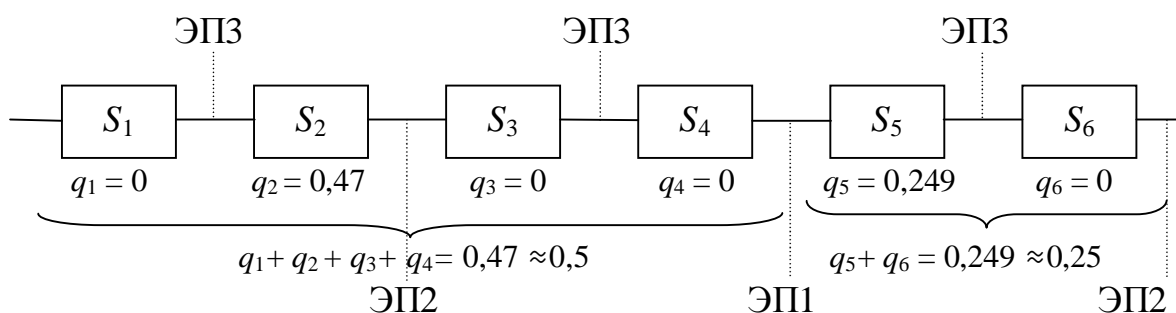 ЭП3 ЭП3 ЭП3
S1 S2 S3 S4 S5 S6
q1 = 0 q2 = 0,47 q3 = 0 q4 = 0 q5 = 0,249 q6 = 0
q1+ q2 + q3+ q4= 0,47 ≈0,5 q5+ q6 = 0,249 ≈0,25
ЭП2 ЭП1 ЭП2